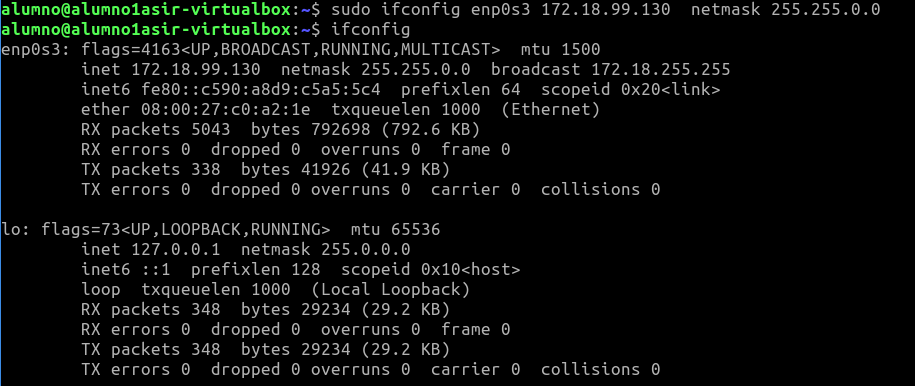 alumno@alumno1asir-virtualbox:~$ sudo ifconfig enp0s3 172.18.99.130  netmask 255.255.0.0
alumno@alumno1asir-virtualbox:~$ ifconfig
enp0s3: flags=4163<UP,BROADCAST,RUNNING,MULTICAST>  mtu 1500
        inet 172.18.99.130  netmask 255.255.0.0  broadcast 172.18.255.255
        inet6 fe80::c590:a8d9:c5a5:5c4  prefixlen 64  scopeid 0x20<link>
        ether 08:00:27:c0:a2:1e  txqueuelen 1000  (Ethernet)
        RX packets 5043  bytes 792698 (792.6 KB)
        RX errors 0  dropped 0  overruns 0  frame 0
        TX packets 338  bytes 41926 (41.9 KB)
        TX errors 0  dropped 0 overruns 0  carrier 0  collisions 0

lo: flags=73<UP,LOOPBACK,RUNNING>  mtu 65536
        inet 127.0.0.1  netmask 255.0.0.0
        inet6 ::1  prefixlen 128  scopeid 0x10<host>
        loop  txqueuelen 1000  (Local Loopback)
        RX packets 348  bytes 29234 (29.2 KB)
        RX errors 0  dropped 0  overruns 0  frame 0
        TX packets 348  bytes 29234 (29.2 KB)
        TX errors 0  dropped 0 overruns 0  carrier 0  collisions 0